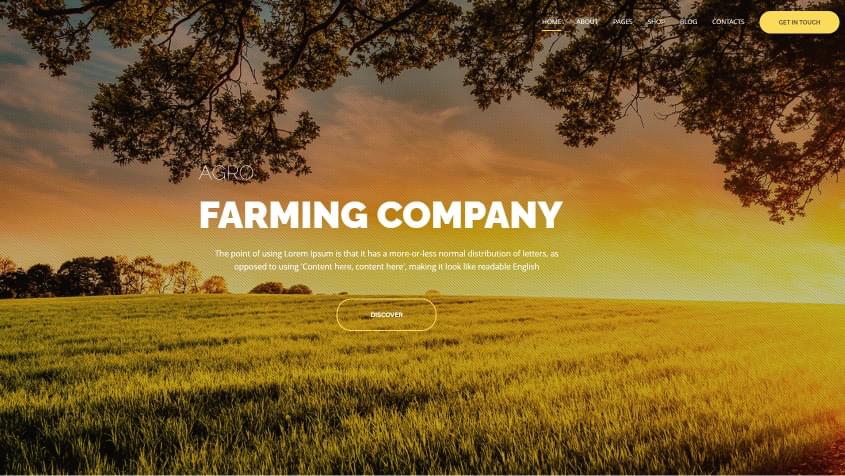 HOME ABOUT PAGES SHOP BLOG CONTACTS GET IN TOUCH
AGRO
FARMING COMPANY
The point of using Lorem Ipsum is that it has a more-or-less normal distribution of letters, as
opposed to using 'Content here, content here', making it look like readable English
DISCOVER